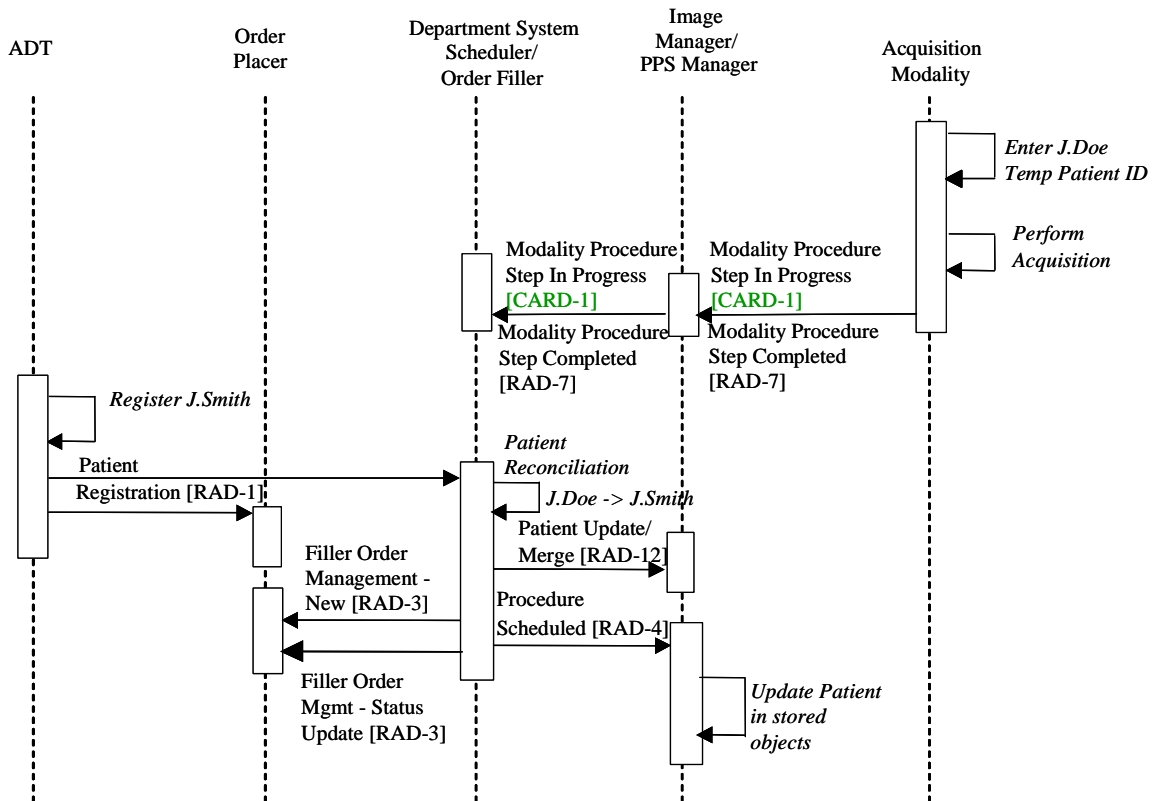 ADT
Order
Placer
Department System
Scheduler/
Order Filler
Image
Manager/
PPS Manager
Acquisition
Modality
Enter J.Doe
Temp Patient ID
Perform
Acquisition
Modality Procedure
Step In Progress
[CARD-1]
Modality Procedure
Step Completed
[RAD-7]
Modality Procedure
Step In Progress
[CARD-1]
Modality Procedure
Step Completed
[RAD-7]
Register J.Smith
Patient
Registration [RAD-1]
Patient
Reconciliation
J.Doe -> J.Smith
Patient Update/
Merge [RAD-12]
Filler Order
Management -
New [RAD-3]
Procedure
Scheduled [RAD-4]
Filler Order
Mgmt - Status
Update [RAD-3]
Update Patient
in stored
objects